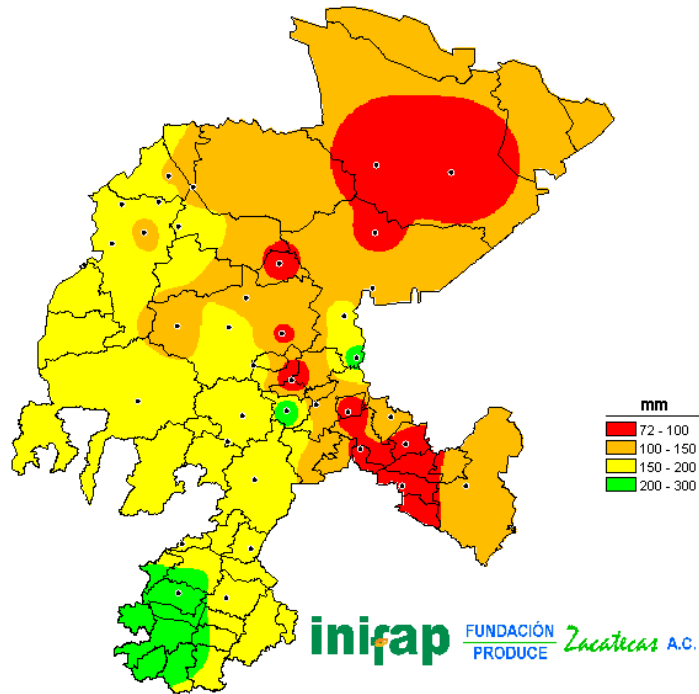 mm
72 - 100
100 - 150
150 - 200
200 - 300
inifap
FUNDACIÓN
PRODUCE
Zacatecas A.C.